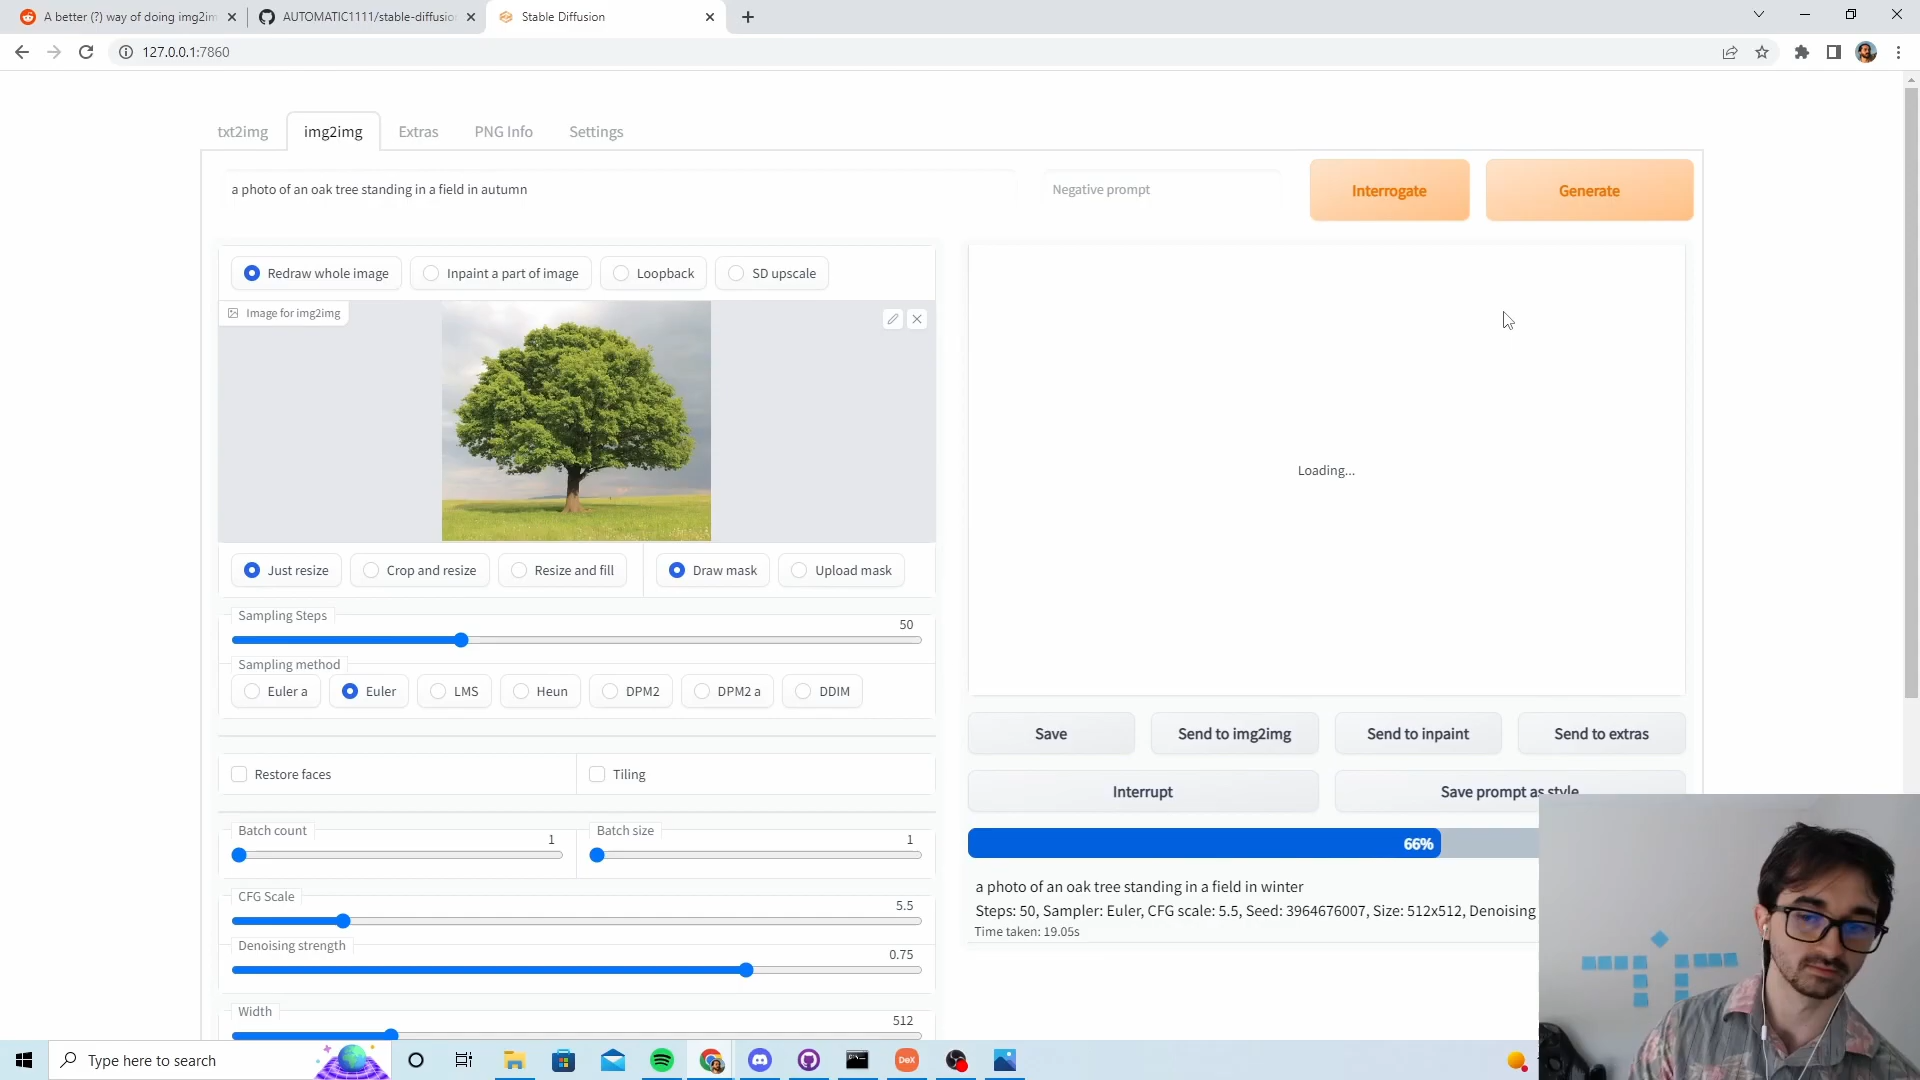 A better (?) way of doing img2im
AUTOMATIC1111/stable-diffusion
Stable Diffusion
127.0.0.1:7860
txt2img
img2img
Extras
PNG Info
Settings
a photo of an oak tree standing in a field in autumn
Negative prompt
Interrogate
Generate
Redraw whole image
Inpaint a part of image
Loopback
SD upscale
Image for img2img
Loading...
Just resize
Crop and resize
Resize and fill
Draw mask
Upload mask
Sampling Steps
50
Sampling method
Euler a
Euler
LMS
Heun
DPM2
DPM2 a
DDIM
Save
Send to img2img
Send to inpaint
Send to extras
Restore faces
Tiling
Interrupt
Save prompt as style
Batch count
1
Batch size
1
66%
CFG Scale
5.5
a photo of an oak tree standing in a field in winter
Steps: 50, Sampler: Euler, CFG scale: 5.5, Seed: 3964676007, Size: 512x512, Denoising
Time taken: 19.05s
Denoising strength
0.75
Width
512
Type here to search
DeX